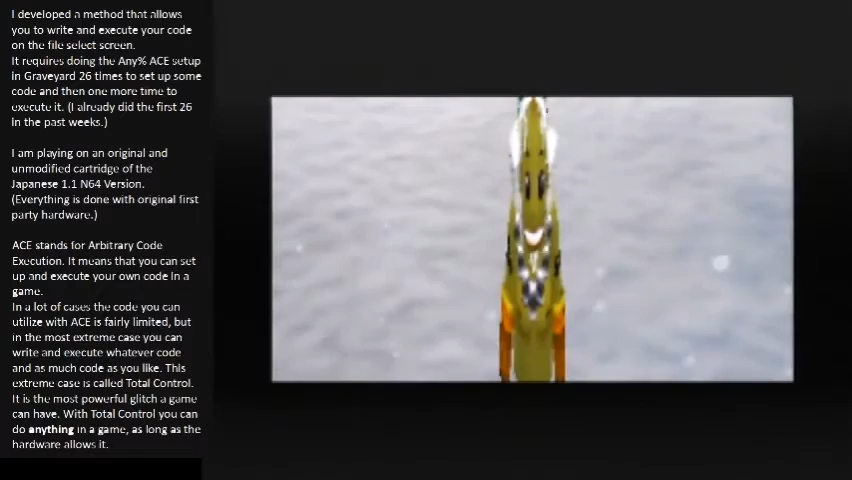 I developed a method that allows
you to write and execute your code
on the file select screen.
It requires doing the Any% ACE setup
in Graveyard 26 times to set up some
code and then one more time to
execute it. (I already did the first 26
in the past weeks.)
I am playing on an original and
unmodified cartridge of the
Japanese 1.1 N64 Version.
(Everything is done with original first
party hardware.)
ACE stands for Arbitrary Code
Execution. It means that you can set
up and execute your own code in a
game.
In a lot of cases the code you can
utilize with ACE is fairly limited, but
in the most extreme case you can
write and execute whatever code
and as much code as you like. This
extreme case is called Total Control.
It is the most powerful glitch a game
can have. With Total Control you can
do anything in a game, as long as the
hardware allows it.